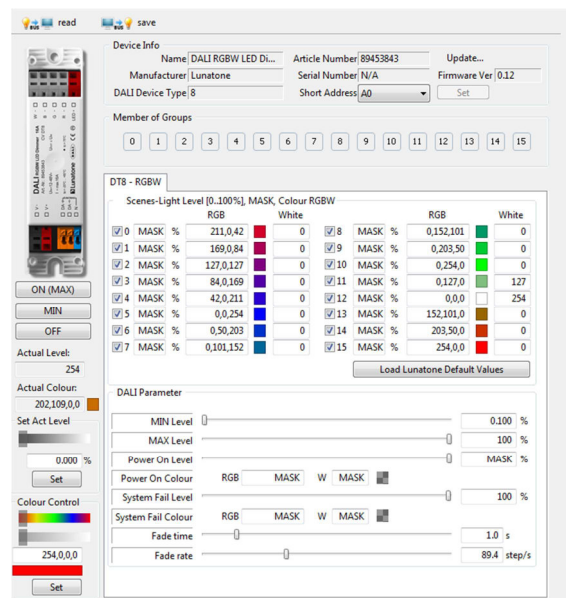 read save
Device Info
Name DALI RGBW LED Di... Article Number 89453843 Update...
Manufacturer Lunatone Serial Number N/A Firmware Ver 0.12
DALI Device Type 8 Short Address A0 Set
Member of Groups
0 1 2 3 4 5 6 7 8 9 10 11 12 13 14 15
DT8 - RGBW
Scenes-Light Level [0..100%], MASK, Colour RGBW
RGB White RGB White
0 MASK % 211,0,42 0 8 MASK % 0,152,101 0
1 MASK % 169,0,84 0 9 MASK % 0,203,50 0
2 MASK % 127,0,127 0 10 MASK % 0,254,0 0
3 MASK % 84,0,169 0 11 MASK % 0,127,0 127
4 MASK % 42,0,211 0 12 MASK % 0,0,0 254
5 MASK % 0,0,254 0 13 MASK % 152,101,0 0
6 MASK % 0,50,203 0 14 MASK % 203,50,0 0
7 MASK % 0,101,152 0 15 MASK % 254,0,0 0
Load Lunatone Default Values
DALI Parameter
MIN Level 0.100 %
MAX Level 100 %
Power On Level MASK %
Power On Colour RGB MASK W MASK
System Fail Level 100 %
System Fail Colour RGB MASK W MASK
Fade time 1.0 s
Fade rate 89.4 step/s
DALI
Lunatone
ON (MAX)
MIN
OFF
Actual Level:
254
Actual Colour:
202,109,0,0
Set Act Level
0.000 %
Set
Colour Control
254,0,0,0
Set